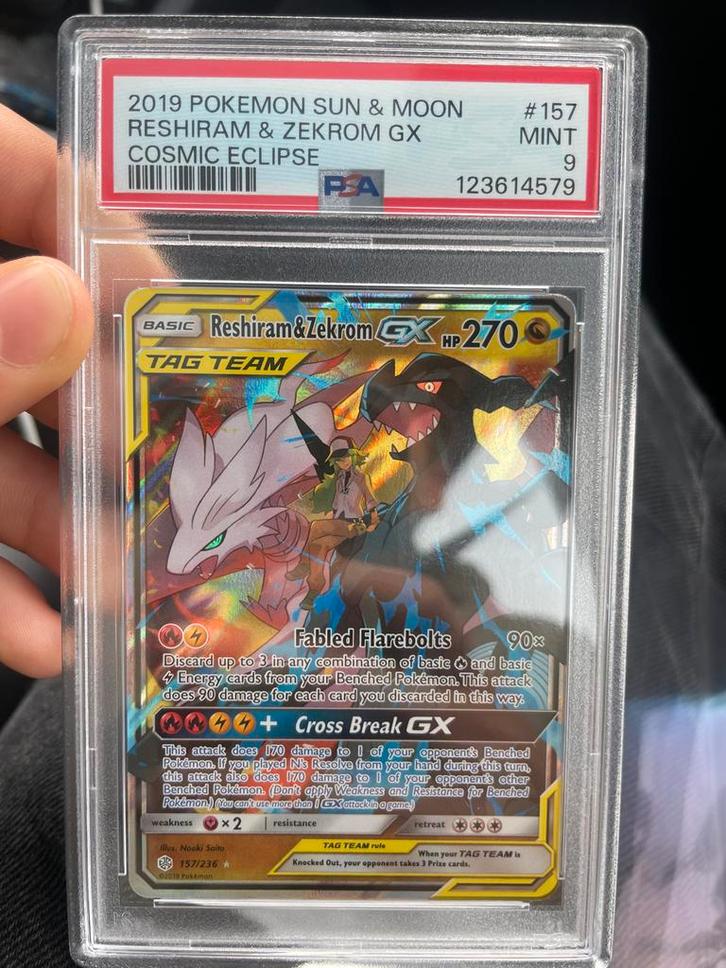 2019 POKEMON SUN & MOON #157
RESHIRAM & ZEKROM GX MINT
COSMIC ECLIPSE 9
PSA 123614579
BASIC Reshiram&Zekrom GX HP270
TAG TEAM
Fabled Flarebolts 90×
Discard up to 3 in any combination of basic and basic
Energy cards from your Benched Pokémon. This attack
does 90 damage for each card you discarded in this way.
+ Cross Break GX
This attack does 170 damage to 1 of your opponent's Benched
Pokémon. If you played N's Resolve from your hand during this turn,
this attack also does 170 damage to 1 of your opponent's other
Benched Pokémon. (Don't apply Weakness and Resistance for Benched
Pokémon.) (You can't use more than 1 GX attack in a game.)
weakness ×2 resistance retreat
Illus. Naoki Saito
TAG TEAM rule
When your TAG TEAM is
Knocked Out, your opponent takes 3 Prize cards.
157/236
©2019 Pokémon